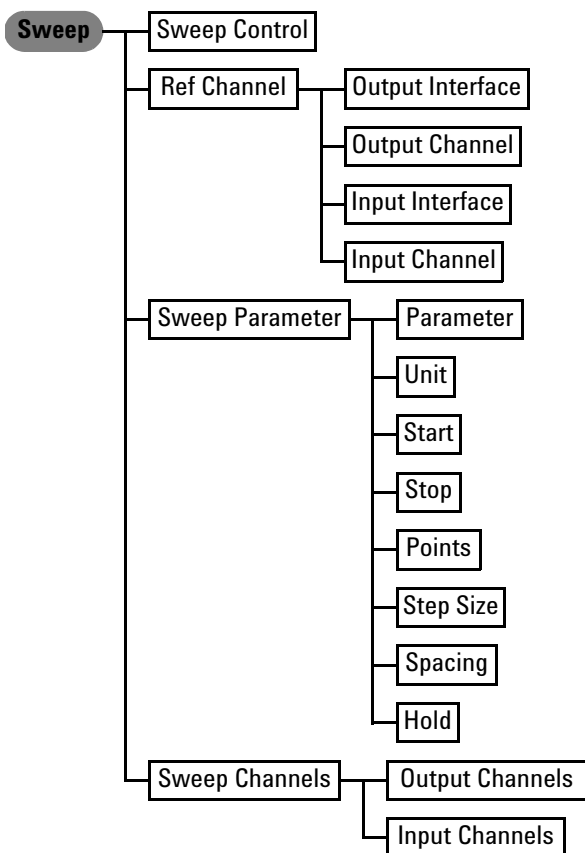 Sweep
Sweep Control
Ref Channel
Output Interface
Output Channel
Input Interface
Input Channel
Sweep Parameter
Parameter
Unit
Start
Stop
Points
Step Size
Spacing
Hold
Sweep Channels
Output Channels
Input Channels